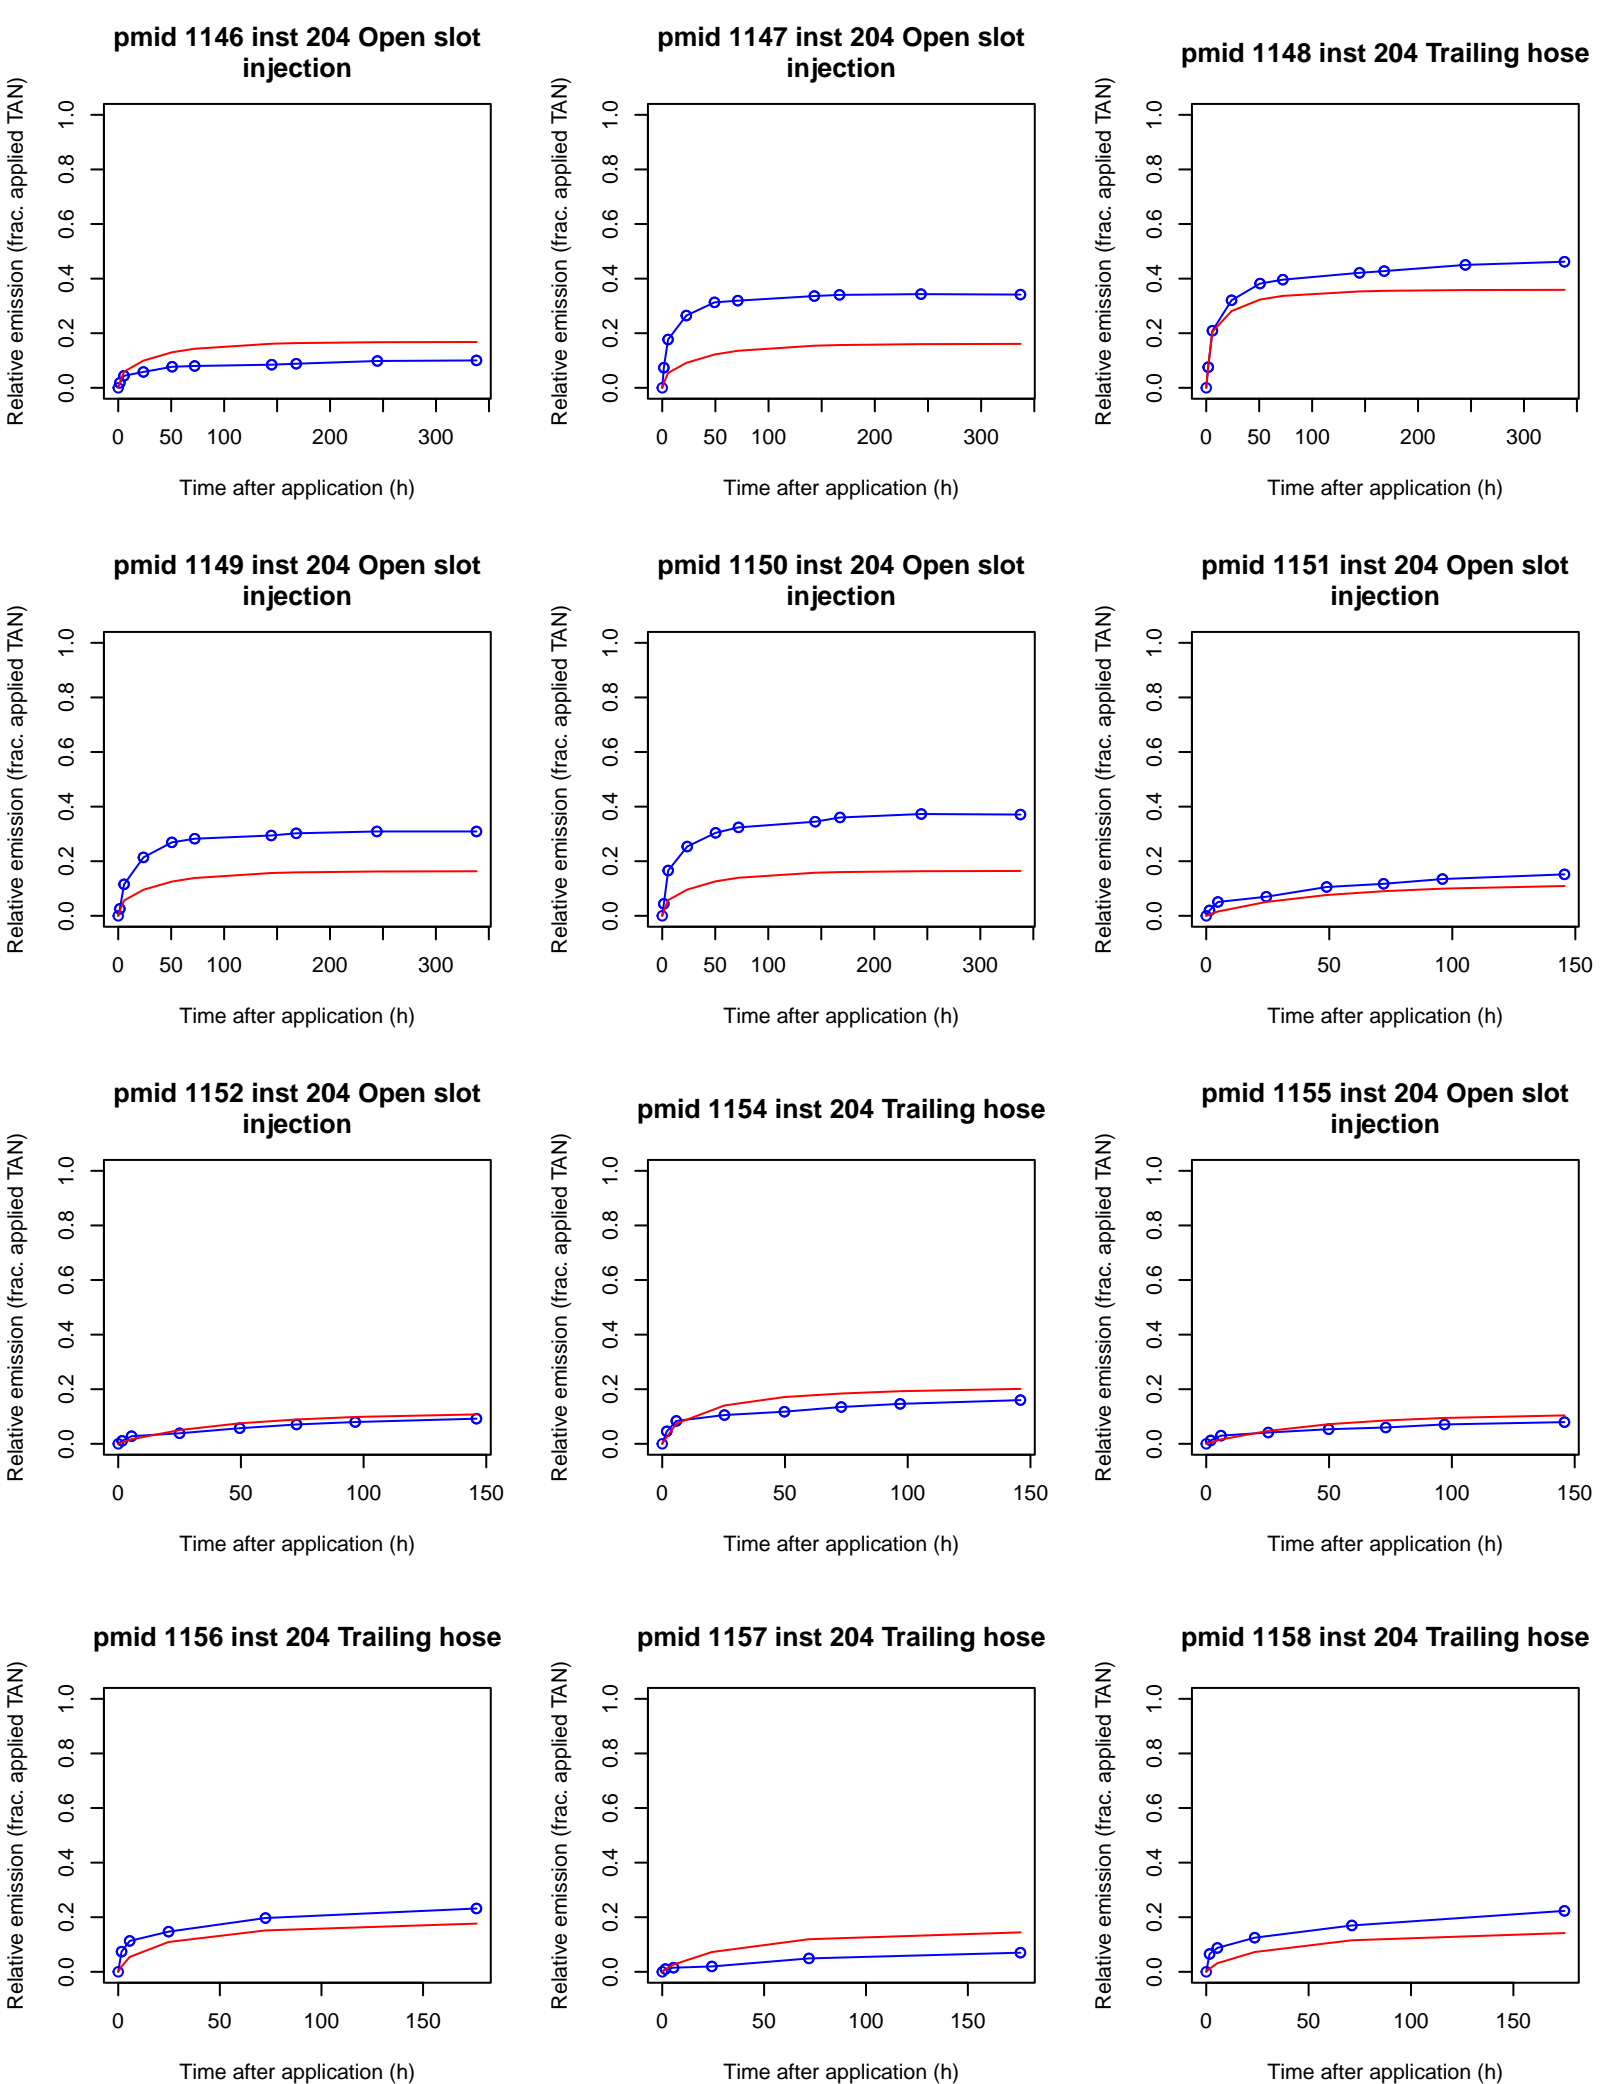 pmid 1146 inst 204 Open slot
injection
Relative emission (frac. applied TAN)
1.0
0.8
0.6
0.4
0.2
0.0
0 50 100 200 300
Time after application (h)
pmid 1147 inst 204 Open slot
injection
Relative emission (frac. applied TAN)
1.0
0.8
0.6
0.4
0.2
0.0
0 50 100 200 300
Time after application (h)
pmid 1148 inst 204 Trailing hose
Relative emission (frac. applied TAN)
1.0
0.8
0.6
0.4
0.2
0.0
0 50 100 200 300
Time after application (h)
pmid 1149 inst 204 Open slot
injection
Relative emission (frac. applied TAN)
1.0
0.8
0.6
0.4
0.2
0.0
0 50 100 200 300
Time after application (h)
pmid 1150 inst 204 Open slot
injection
Relative emission (frac. applied TAN)
1.0
0.8
0.6
0.4
0.2
0.0
0 50 100 200 300
Time after application (h)
pmid 1151 inst 204 Open slot
injection
Relative emission (frac. applied TAN)
1.0
0.8
0.6
0.4
0.2
0.0
0 50 100 150
Time after application (h)
pmid 1152 inst 204 Open slot
injection
Relative emission (frac. applied TAN)
1.0
0.8
0.6
0.4
0.2
0.0
0 50 100 150
Time after application (h)
pmid 1154 inst 204 Trailing hose
Relative emission (frac. applied TAN)
1.0
0.8
0.6
0.4
0.2
0.0
0 50 100 150
Time after application (h)
pmid 1155 inst 204 Open slot
injection
Relative emission (frac. applied TAN)
1.0
0.8
0.6
0.4
0.2
0.0
0 50 100 150
Time after application (h)
pmid 1156 inst 204 Trailing hose
Relative emission (frac. applied TAN)
1.0
0.8
0.6
0.4
0.2
0.0
0 50 100 150
Time after application (h)
pmid 1157 inst 204 Trailing hose
Relative emission (frac. applied TAN)
1.0
0.8
0.6
0.4
0.2
0.0
0 50 100 150
Time after application (h)
pmid 1158 inst 204 Trailing hose
Relative emission (frac. applied TAN)
1.0
0.8
0.6
0.4
0.2
0.0
0 50 100 150
Time after application (h)